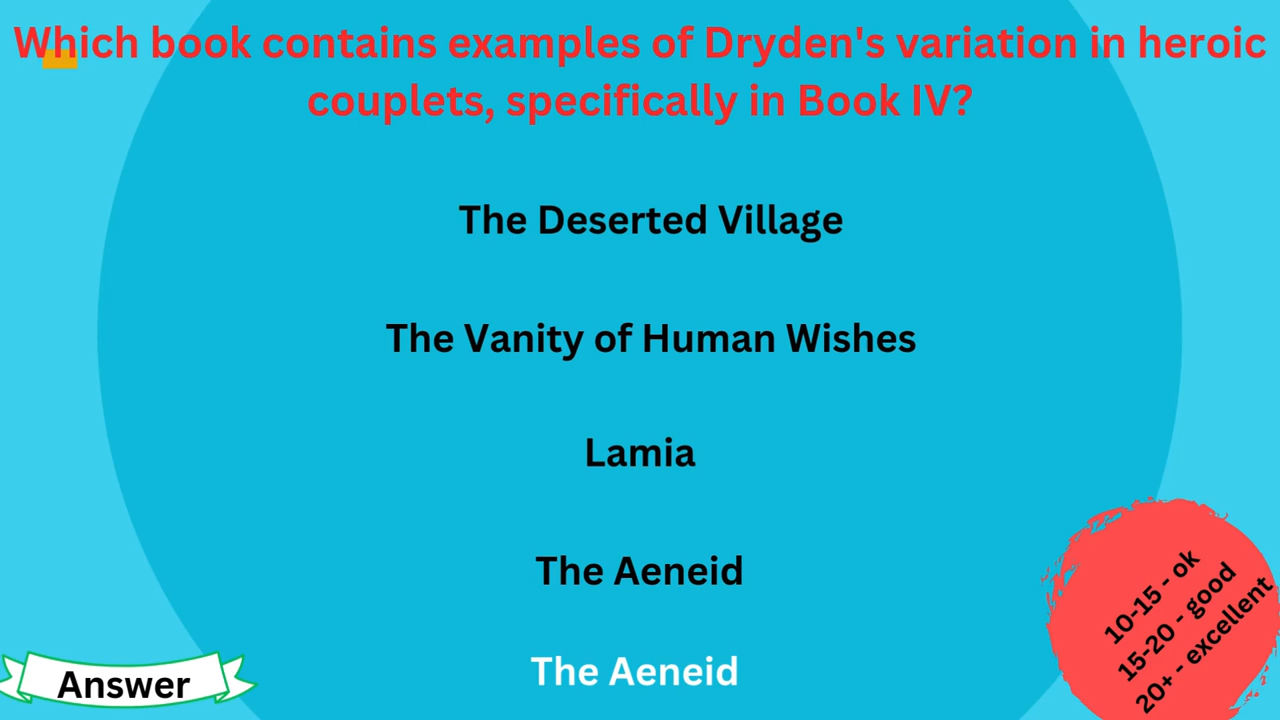 Which book contains examples of Dryden's variation in heroic
couplets, specifically in Book IV?
The Deserted Village
The Vanity of Human Wishes
Lamia
The Aeneid
Answer
The Aeneid
10-15 - ok
15-20 - good
20+ - excellent